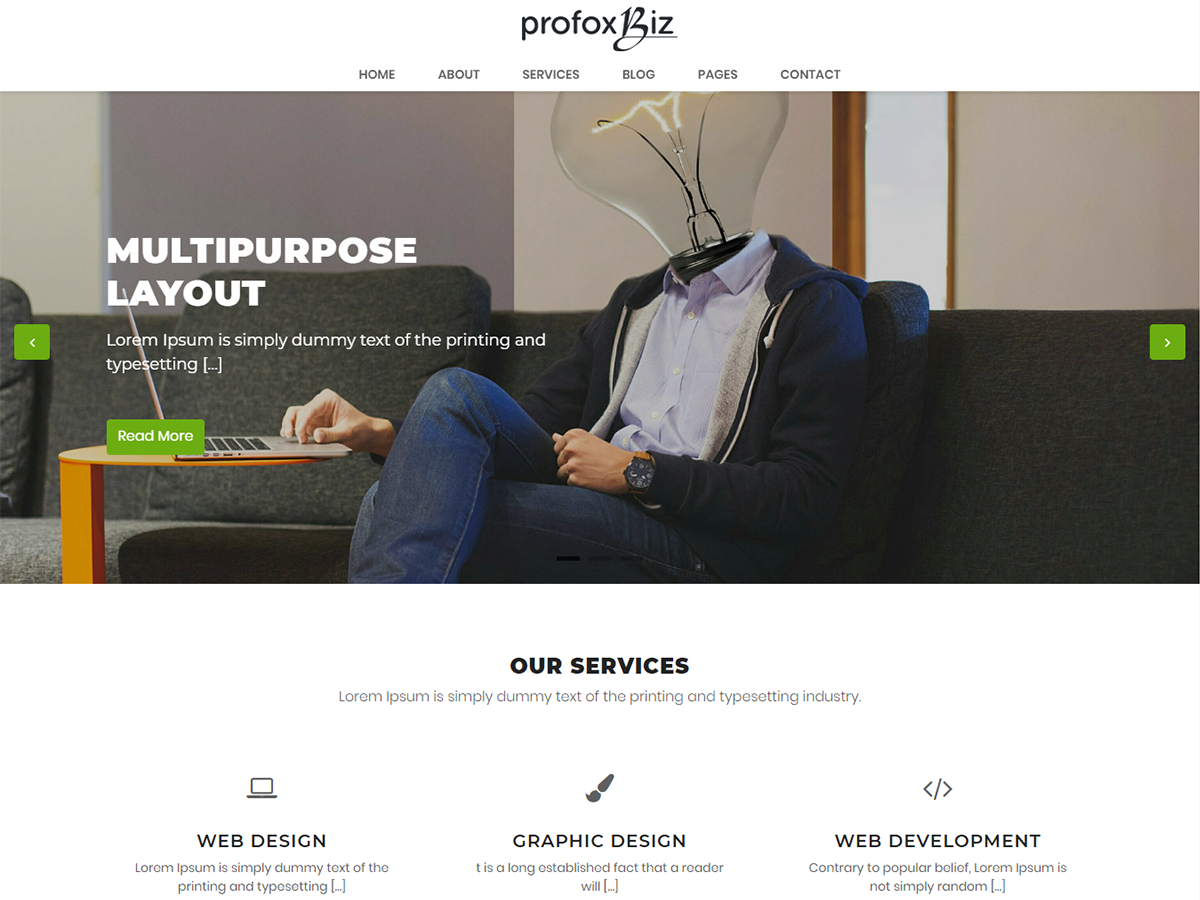 profoxBiz
HOME ABOUT SERVICES BLOG PAGES CONTACT
MULTIPURPOSE
LAYOUT
Lorem Ipsum is simply dummy text of the printing and
typesetting [...]
Read More
OUR SERVICES
Lorem Ipsum is simply dummy text of the printing and typesetting industry.
WEB DESIGN
Lorem Ipsum is simply dummy text of the
printing and typesetting [...]
GRAPHIC DESIGN
t is a long established fact that a reader
will [...]
WEB DEVELOPMENT
Contrary to popular belief, Lorem Ipsum is
not simply random [...]